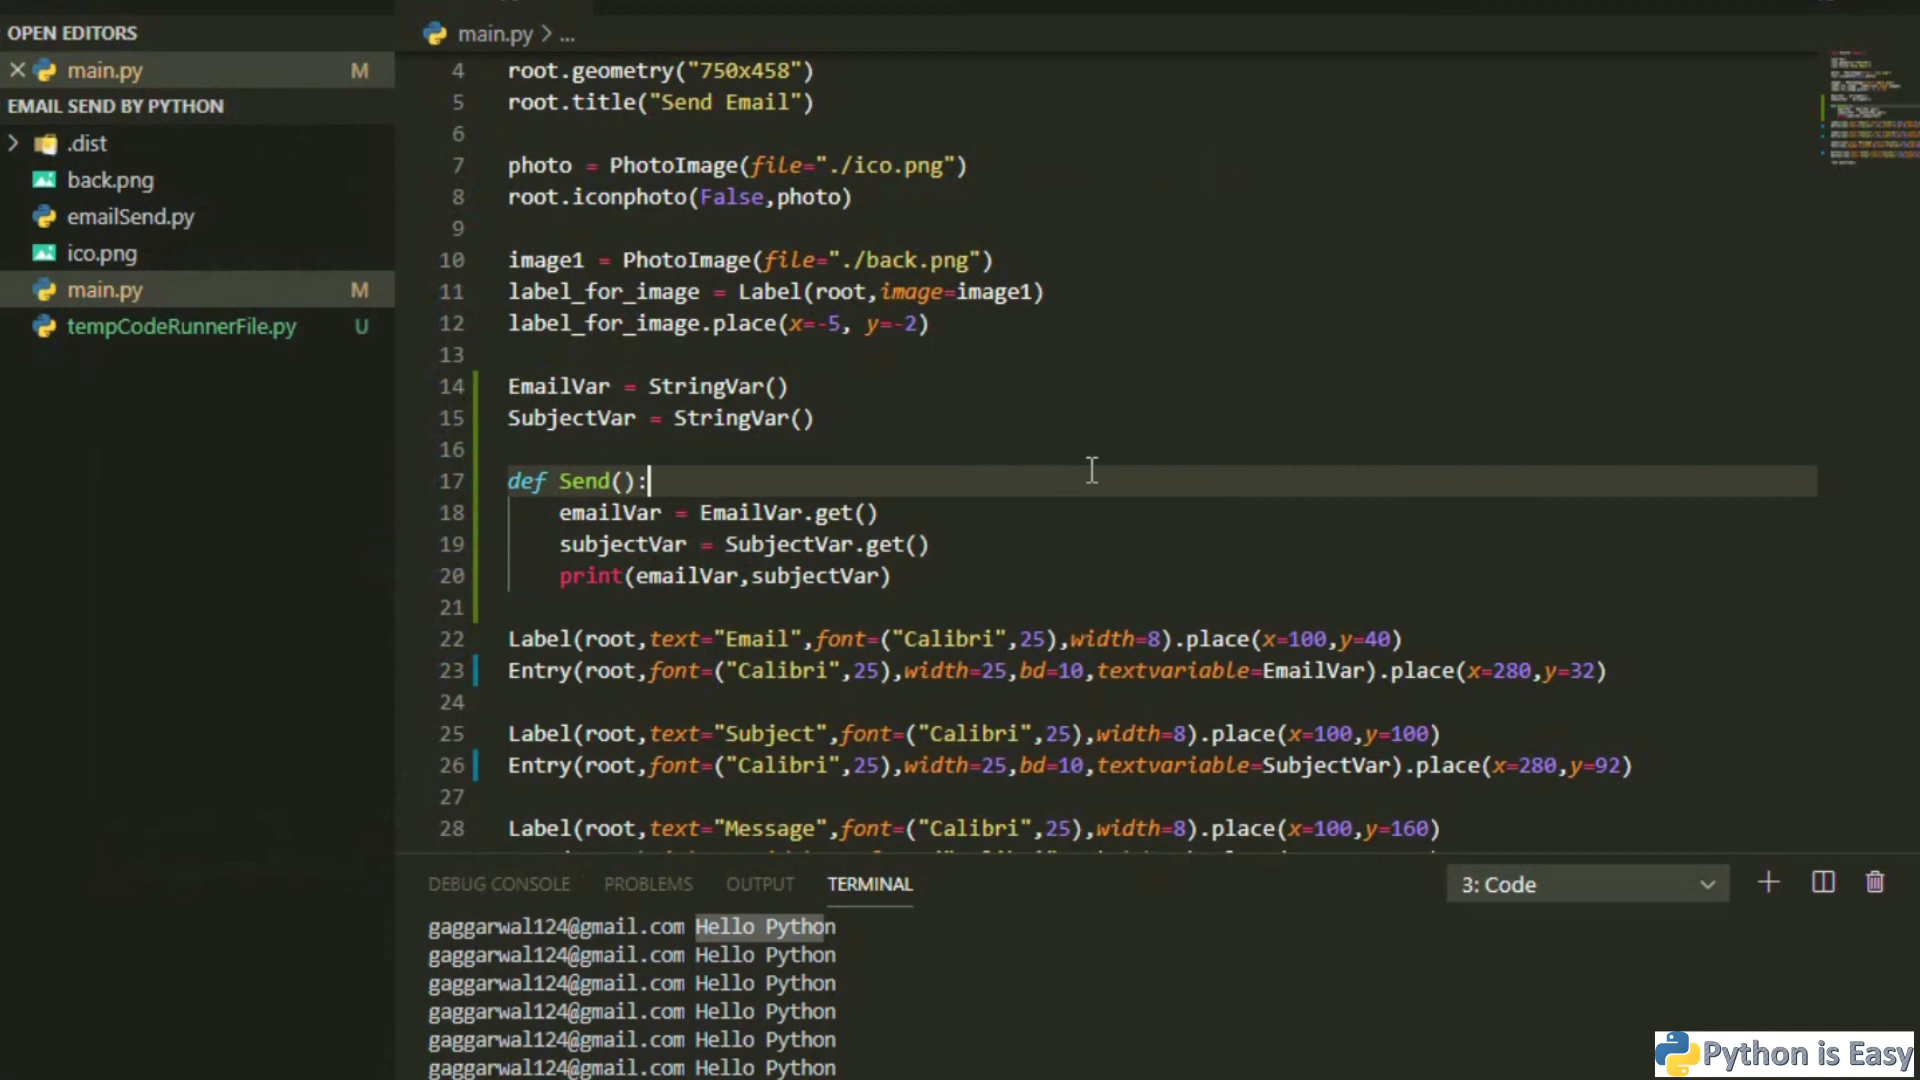 OPEN EDITORS
main.py M
EMAIL SEND BY PYTHON
.dist
back.png
emailSend.py
ico.png
main.py M
tempCodeRunnerFile.py U
main.py > ...
4 root.geometry("750x458")
5 root.title("Send Email")
6
7 photo = PhotoImage(file="./ico.png")
8 root.iconphoto(False,photo)
9
10 image1 = PhotoImage(file="./back.png")
11 label_for_image = Label(root,image=image1)
12 label_for_image.place(x=-5, y=-2)
13
14 EmailVar = StringVar()
15 SubjectVar = StringVar()
16
17 def Send():
18     emailVar = EmailVar.get()
19     subjectVar = SubjectVar.get()
20     print(emailVar,subjectVar)
21
22 Label(root,text="Email",font=("Calibri",25),width=8).place(x=100,y=40)
23 Entry(root,font=("Calibri",25),width=25,bd=10,textvariable=EmailVar).place(x=280,y=32)
24
25 Label(root,text="Subject",font=("Calibri",25),width=8).place(x=100,y=100)
26 Entry(root,font=("Calibri",25),width=25,bd=10,textvariable=SubjectVar).place(x=280,y=92)
27
28 Label(root,text="Message",font=("Calibri",25),width=8).place(x=100,y=160)
DEBUG CONSOLE PROBLEMS OUTPUT TERMINAL 3: Code
gaggarwal124@gmail.com Hello Python
gaggarwal124@gmail.com Hello Python
gaggarwal124@gmail.com Hello Python
gaggarwal124@gmail.com Hello Python
gaggarwal124@gmail.com Hello Python
gaggarwal124@gmail.com Hello Python
Python is Easy